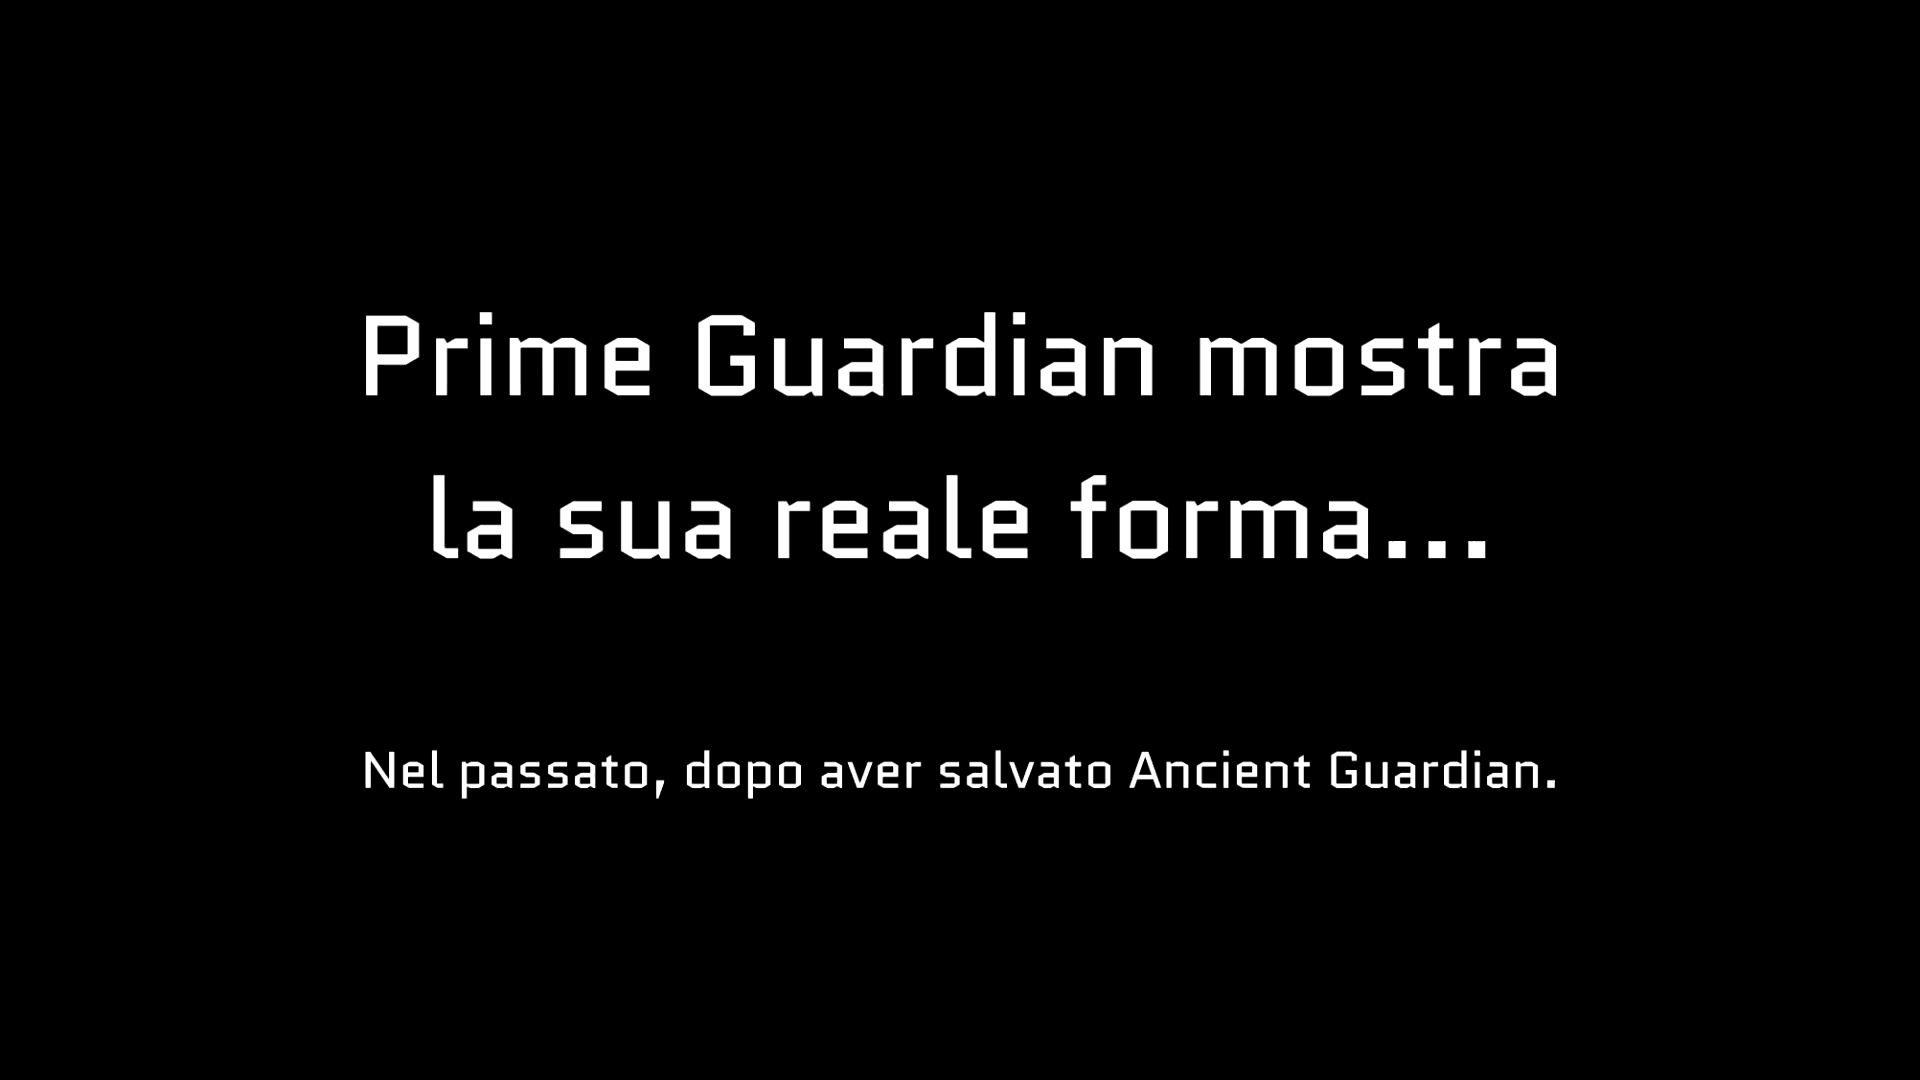 Prime Guardian mostra
la sua reale forma...
Nel passato, dopo aver salvato Ancient Guardian.